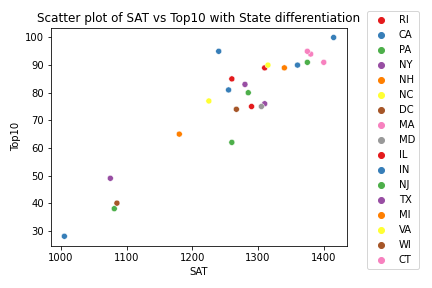 Scatter plot of SAT vs Top10 with State differentiation
Top10
100
90
80
70
60
50
40
30
1000
1100
1200
1300
1400
SAT
RI
CA
PA
NY
NH
NC
DC
MA
MD
IL
IN
NJ
TX
MI
VA
WI
CT